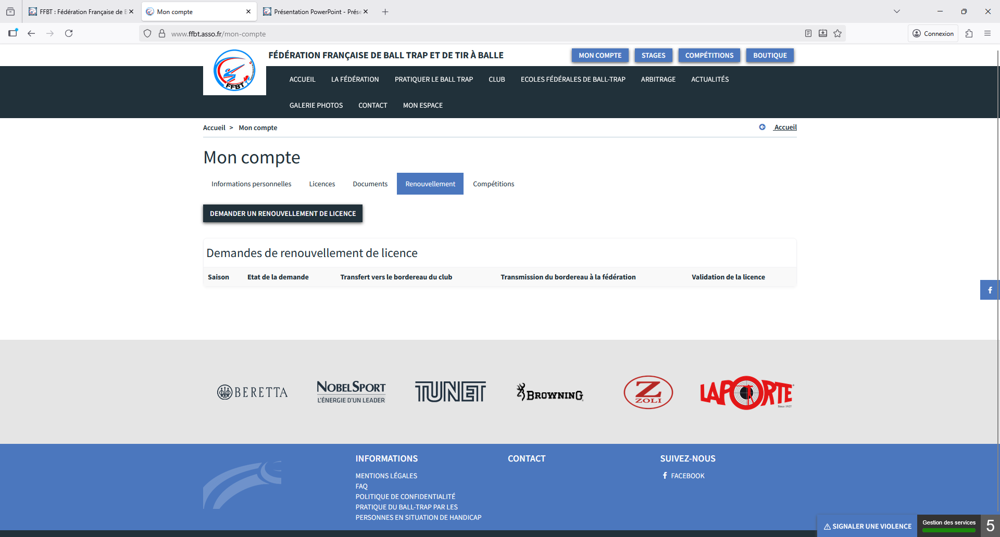 FFBT : Fédération Française de B
Mon compte
Présentation PowerPoint - Prése
www.ffbt.asso.fr/mon-compte
Connexion
FFBT
FÉDÉRATION FRANÇAISE DE BALL TRAP ET DE TIR À BALLE
MON COMPTE STAGES COMPÉTITIONS BOUTIQUE
ACCUEIL LA FÉDÉRATION PRATIQUER LE BALL TRAP CLUB ECOLES FÉDÉRALES DE BALL-TRAP ARBITRAGE ACTUALITÉS
GALERIE PHOTOS CONTACT MON ESPACE
Accueil > Mon compte
Accueil
Mon compte
Informations personnelles Licences Documents Renouvellement Compétitions
DEMANDER UN RENOUVELLEMENT DE LICENCE
Demandes de renouvellement de licence
Saison Etat de la demande Transfert vers le bordereau du club Transmission du bordereau à la fédération Validation de la licence
BERETTA
NOBELSPORT
L'ÉNERGIE D'UN LEADER
TUNET
BROWNING
Z
ZOLI
LAPORTE
Since 1927
INFORMATIONS
MENTIONS LÉGALES
FAQ
POLITIQUE DE CONFIDENTIALITÉ
PRATIQUE DU BALL-TRAP PAR LES
PERSONNES EN SITUATION DE HANDICAP
CONTACT
SUIVEZ-NOUS
FACEBOOK
SIGNALER UNE VIOLENCE
Gestion des services
5